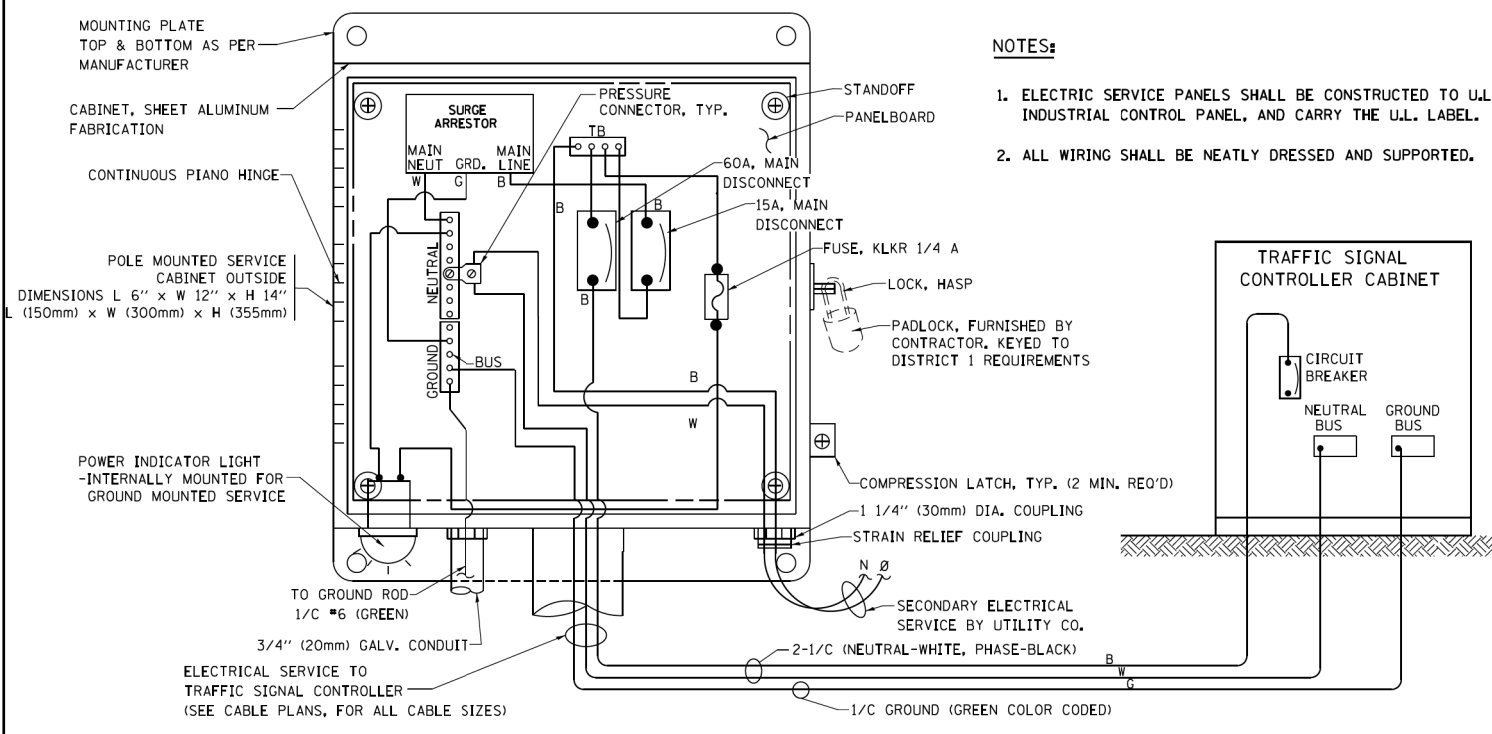 MOUNTING PLATE
TOP & BOTTOM AS PER
MANUFACTURER
CABINET, SHEET ALUMINUM
FABRICATION
CONTINUOUS PIANO HINGE
POLE MOUNTED SERVICE
CABINET OUTSIDE
DIMENSIONS L 6" x W 12" x H 14"
L (150mm) x W (300mm) x H (355mm)
POWER INDICATOR LIGHT
-INTERNALLY MOUNTED FOR
GROUND MOUNTED SERVICE
SURGE
ARRESTOR
MAIN
NEUT
GRD.
MAIN
LINE
W
G
B
PRESSURE
CONNECTOR, TYP.
TB
NEUTRAL
GROUND
BUS
B
B
B
B
W
STANDOFF
PANELBOARD
60A, MAIN
DISCONNECT
15A, MAIN
DISCONNECT
FUSE, KLKR 1/4 A
LOCK, HASP
PADLOCK, FURNISHED BY
CONTRACTOR. KEYED TO
DISTRICT 1 REQUIREMENTS
COMPRESSION LATCH, TYP. (2 MIN. REQ'D)
1 1/4" (30mm) DIA. COUPLING
STRAIN RELIEF COUPLING
N Ø
SECONDARY ELECTRICAL
SERVICE BY UTILITY CO.
TO GROUND ROD
1/C #6 (GREEN)
3/4" (20mm) GALV. CONDUIT
ELECTRICAL SERVICE TO
TRAFFIC SIGNAL CONTROLLER
(SEE CABLE PLANS, FOR ALL CABLE SIZES)
2-1/C (NEUTRAL-WHITE, PHASE-BLACK)
B
W
G
1/C GROUND (GREEN COLOR CODED)
NOTES:
1. ELECTRIC SERVICE PANELS SHALL BE CONSTRUCTED TO U.L
INDUSTRIAL CONTROL PANEL, AND CARRY THE U.L. LABEL.
2. ALL WIRING SHALL BE NEATLY DRESSED AND SUPPORTED.
TRAFFIC SIGNAL
CONTROLLER CABINET
CIRCUIT
BREAKER
NEUTRAL
BUS
GROUND
BUS